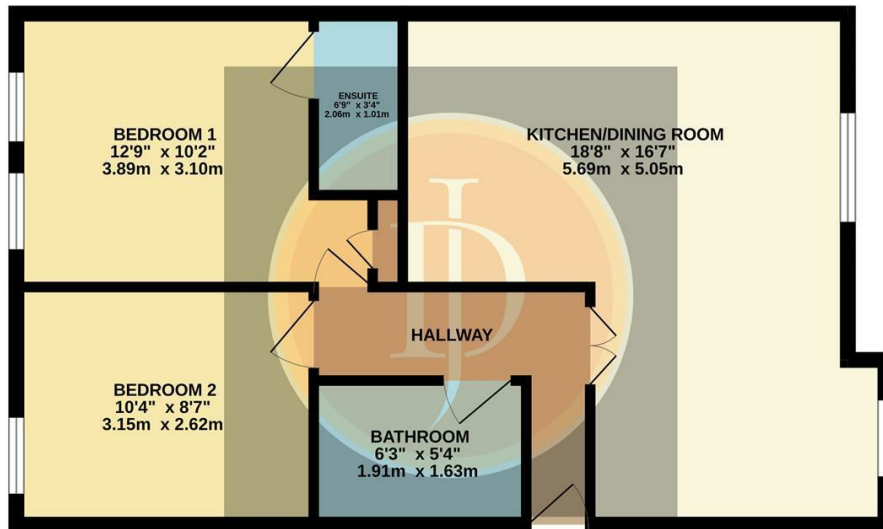 ENSUITE
6'9" x 3'4"
2.06m x 1.01m
BEDROOM 1
12'9" x 10'2"
3.89m x 3.10m
KITCHEN/DINING ROOM
18'8" x 16'7"
5.69m x 5.05m
HALLWAY
BEDROOM 2
10'4" x 8'7"
3.15m x 2.62m
BATHROOM
6'3" x 5'4"
1.91m x 1.63m
JD